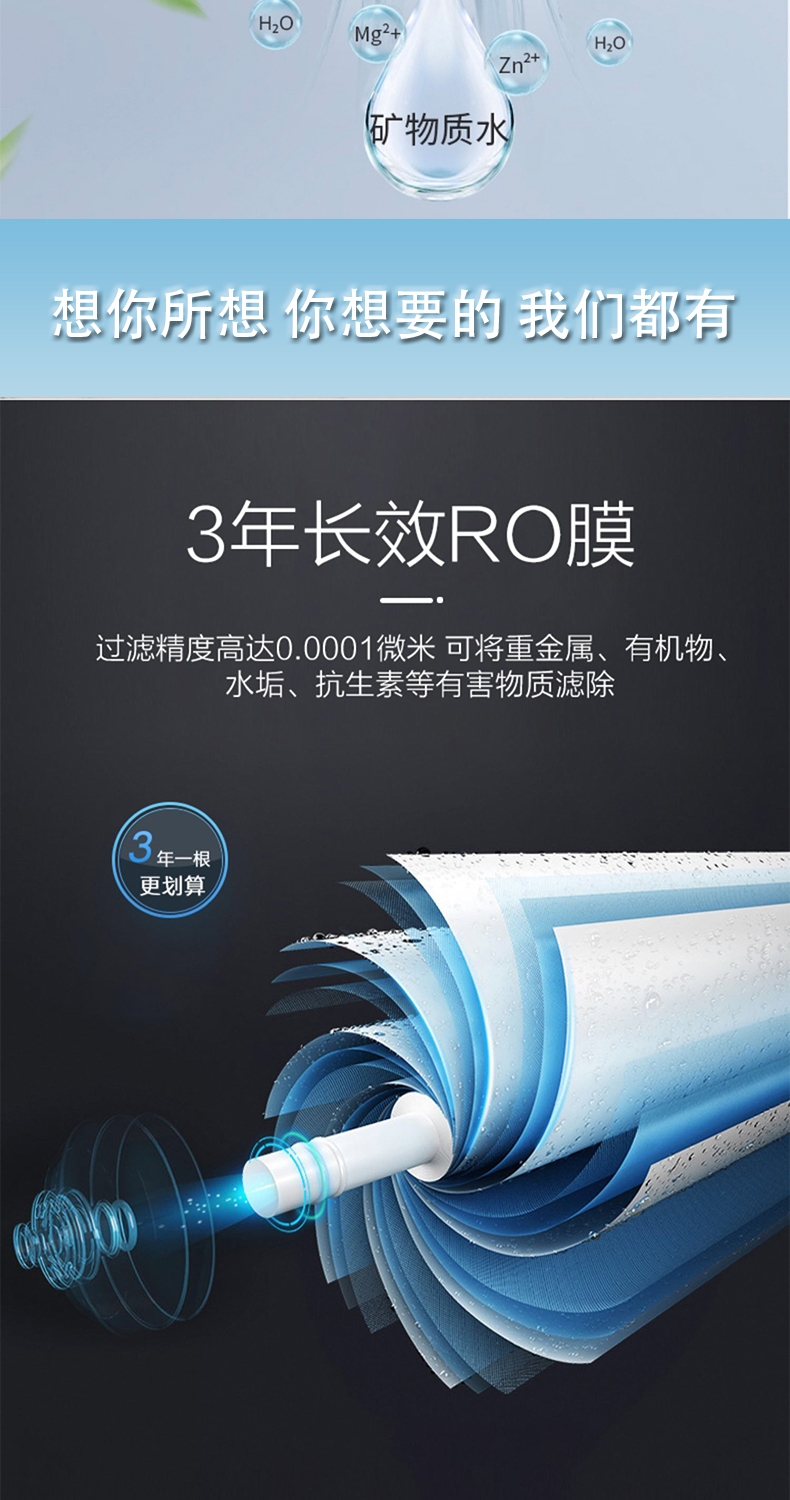 H₂O
Mg²⁺
Zn²⁺
H₂O
矿物质水
想你所想 你想要的 我们都有
3年长效RO膜
过滤精度高达0.0001微米 可将重金属、有机物、
水垢、抗生素等有害物质滤除
3年一根
更划算